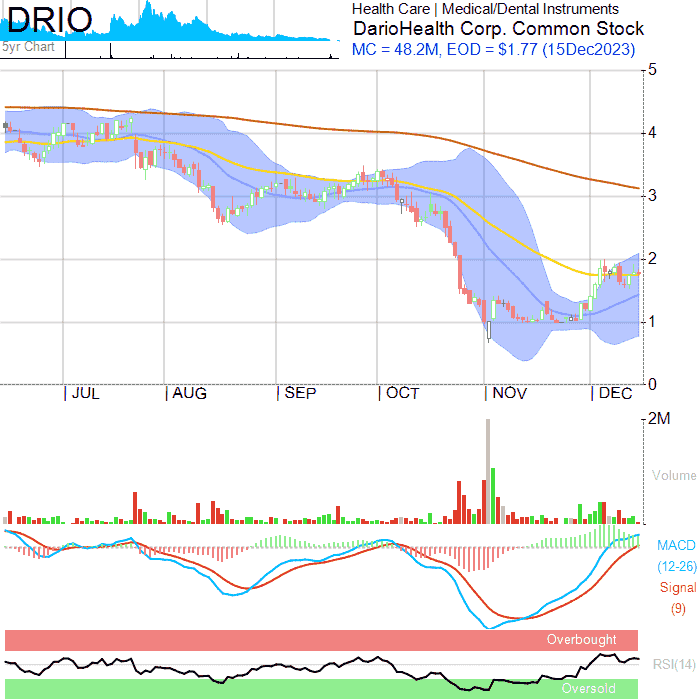 DRIO
5yr Chart
Health Care | Medical/Dental Instruments
DarioHealth Corp. Common Stock
MC = 48.2M, EOD = $1.77 (15Dec2023)
5
4
3
2
1
0
JUL
AUG
SEP
OCT
NOV
DEC
2M
Volume
MACD
(12-26)
Signal
(9)
Overbought
RSI(14)
Oversold